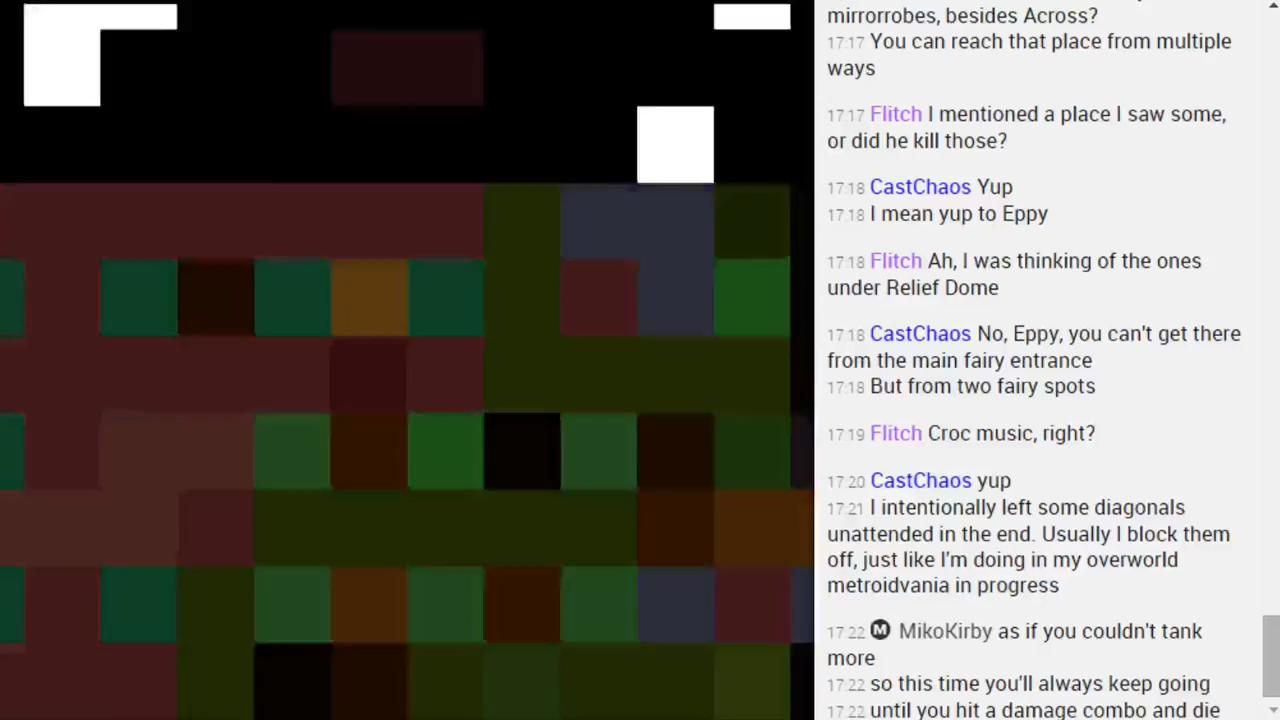 mirrorrobes, besides Across?
17:17 You can reach that place from multiple
ways
17:17 Flitch I mentioned a place I saw some,
or did he kill those?
17:18 CastChaos Yup
17:18 I mean yup to Eppy
17:18 Flitch Ah, I was thinking of the ones
under Relief Dome
17:18 CastChaos No, Eppy, you can't get there
from the main fairy entrance
17:18 But from two fairy spots
17:19 Flitch Croc music, right?
17:20 CastChaos yup
17:21 I intentionally left some diagonals
unattended in the end. Usually I block them
off, just like I'm doing in my overworld
metroidvania in progress
17:22 M MikoKirby as if you couldn't tank
more
17:22 so this time you'll always keep going
17:22 until you hit a damage combo and die